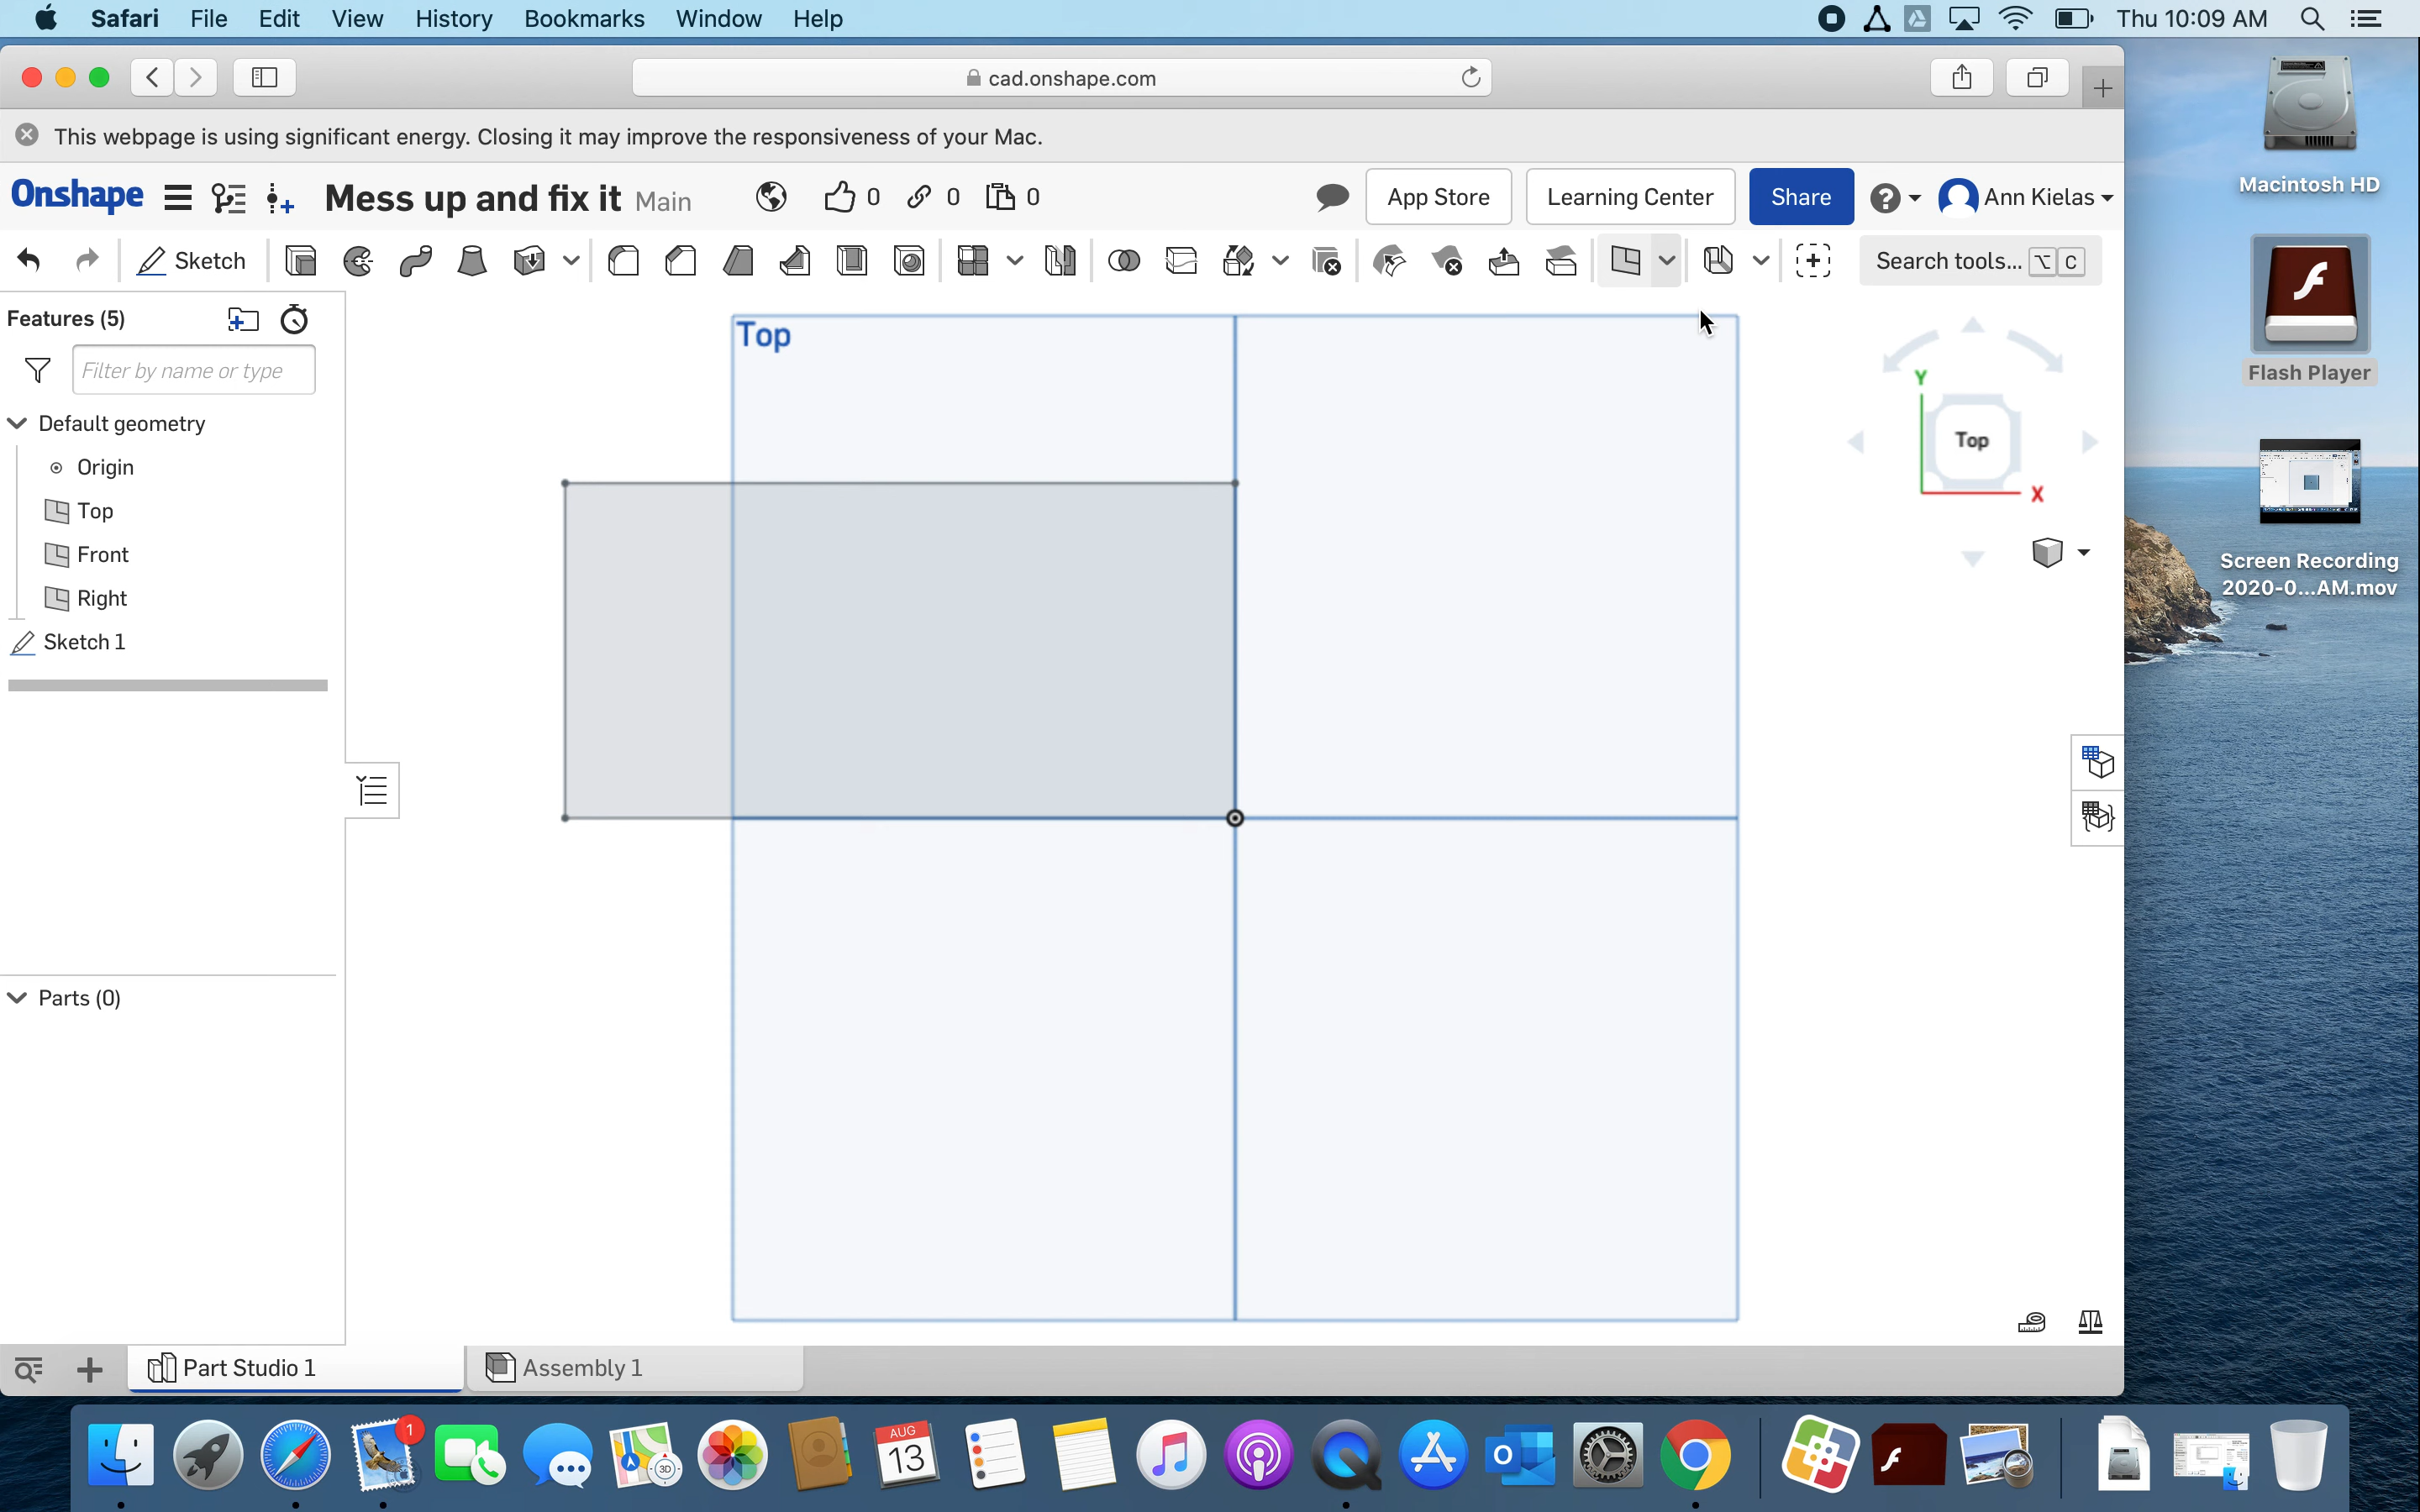 Safari File Edit View History Bookmarks Window Help Thu 10:09 AM
cad.onshape.com
This webpage is using significant energy. Closing it may improve the responsiveness of your Mac.
Onshape Mess up and fix it Main 0 0 0 App Store Learning Center Share Ann Kielas
Macintosh HD
Sketch Search tools... ⌥ C
Features (5)
Filter by name or type
Default geometry
Origin
Top
Front
Right
Sketch 1
Parts (0)
Top
Y
Top
X
Flash Player
Screen Recording
2020-0...AM.mov
Part Studio 1 Assembly 1
1
3D
AUG
13